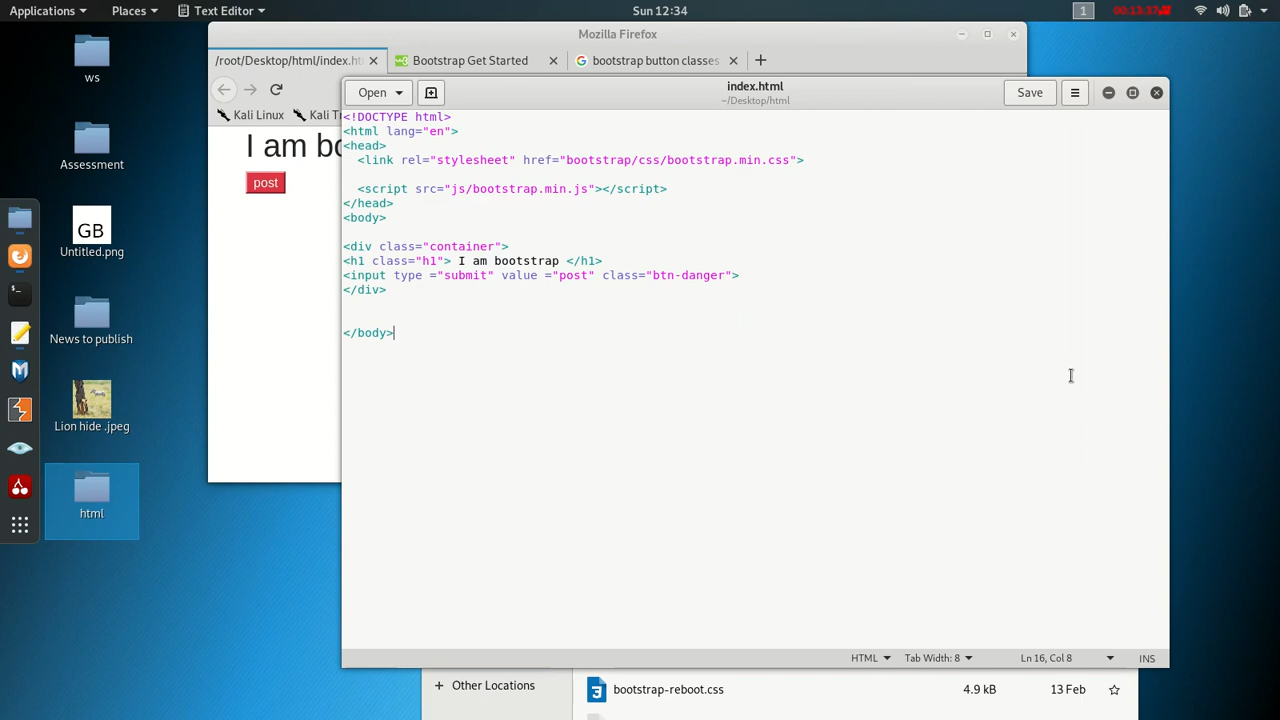 Applications Places Text Editor Sun 12:34 1
Mozilla Firefox
/root/Desktop/html/index.ht Bootstrap Get Started bootstrap button classes
Kali Linux Kali T
I am bo
post
Open index.html Save
~/Desktop/html
<!DOCTYPE html>
<html lang="en">
<head>
<link rel="stylesheet" href="bootstrap/css/bootstrap.min.css">
<script src="js/bootstrap.min.js"></script>
</head>
<body>
<div class="container">
<h1 class="h1"> I am bootstrap </h1>
<input type ="submit" value ="post" class="btn-danger">
</div>
</body>
HTML Tab Width: 8 Ln 16, Col 8 INS
Other Locations bootstrap-reboot.css 4.9 kB 13 Feb
ws
Assessment
GB
Untitled.png
News to publish
Lion hide .jpeg
html